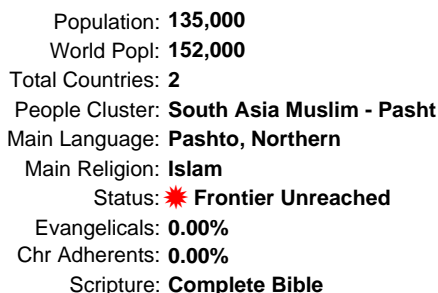 Population: 135,000
World Popl: 152,000
Total Countries: 2
People Cluster: South Asia Muslim - Pasht
Main Language: Pashto, Northern
Main Religion: Islam
Status: Frontier Unreached
Evangelicals: 0.00%
Chr Adherents: 0.00%
Scripture: Complete Bible